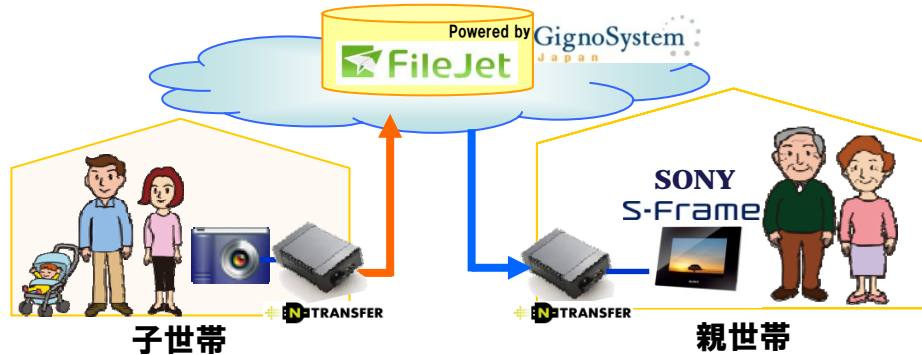 Powered by
GignoSystem
Japan
FileJet
SONY
S-Frame
N-TRANSFER
N-TRANSFER
子世帯
親世帯